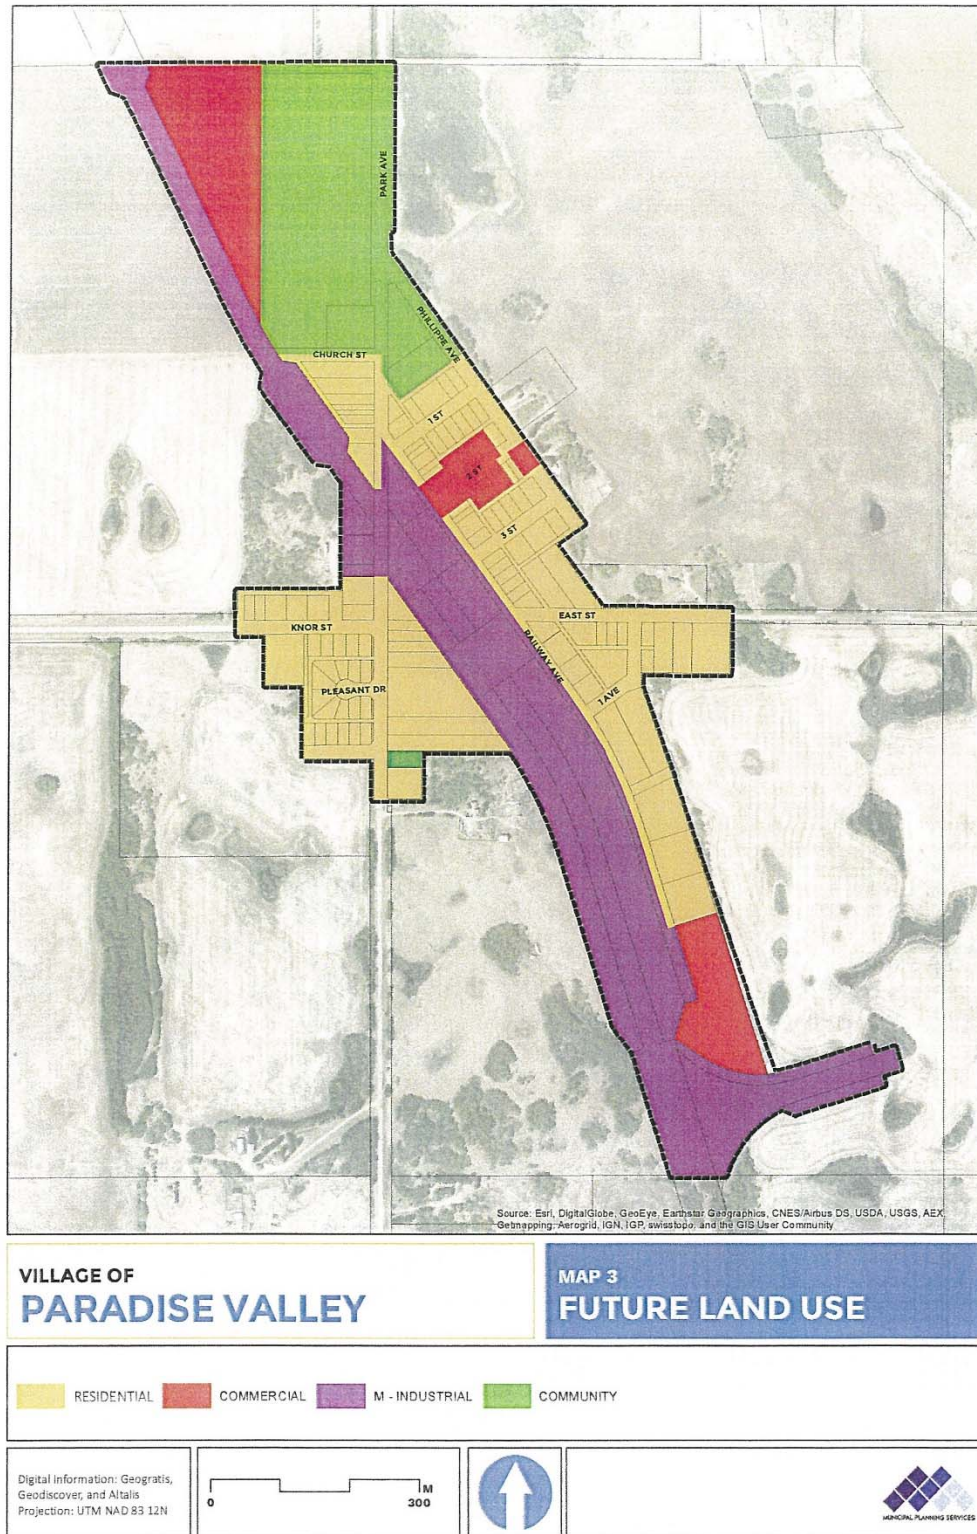 PARK AVE
PHILLIPPE AVE
CHURCH ST
1 ST
2 ST
3 ST
EAST ST
KNOR ST
RAILWAY AVE
PLEASANT DR
1 AVE
Source: Esri, DigitalGlobe, GeoEye, Earthstar Geographics, CNES/Airbus DS, USDA, USGS, AEX,
Getmapping, Aerogrid, IGN, IGP, swisstopo, and the GIS User Community
VILLAGE OF
PARADISE VALLEY
MAP 3
FUTURE LAND USE
RESIDENTIAL
COMMERCIAL
M - INDUSTRIAL
COMMUNITY
Digital Information: Geogratis,
Geodiscover, and Altalis
Projection: UTM NAD 83 12N
M
0
300
MUNICIPAL PLANNING SERVICES